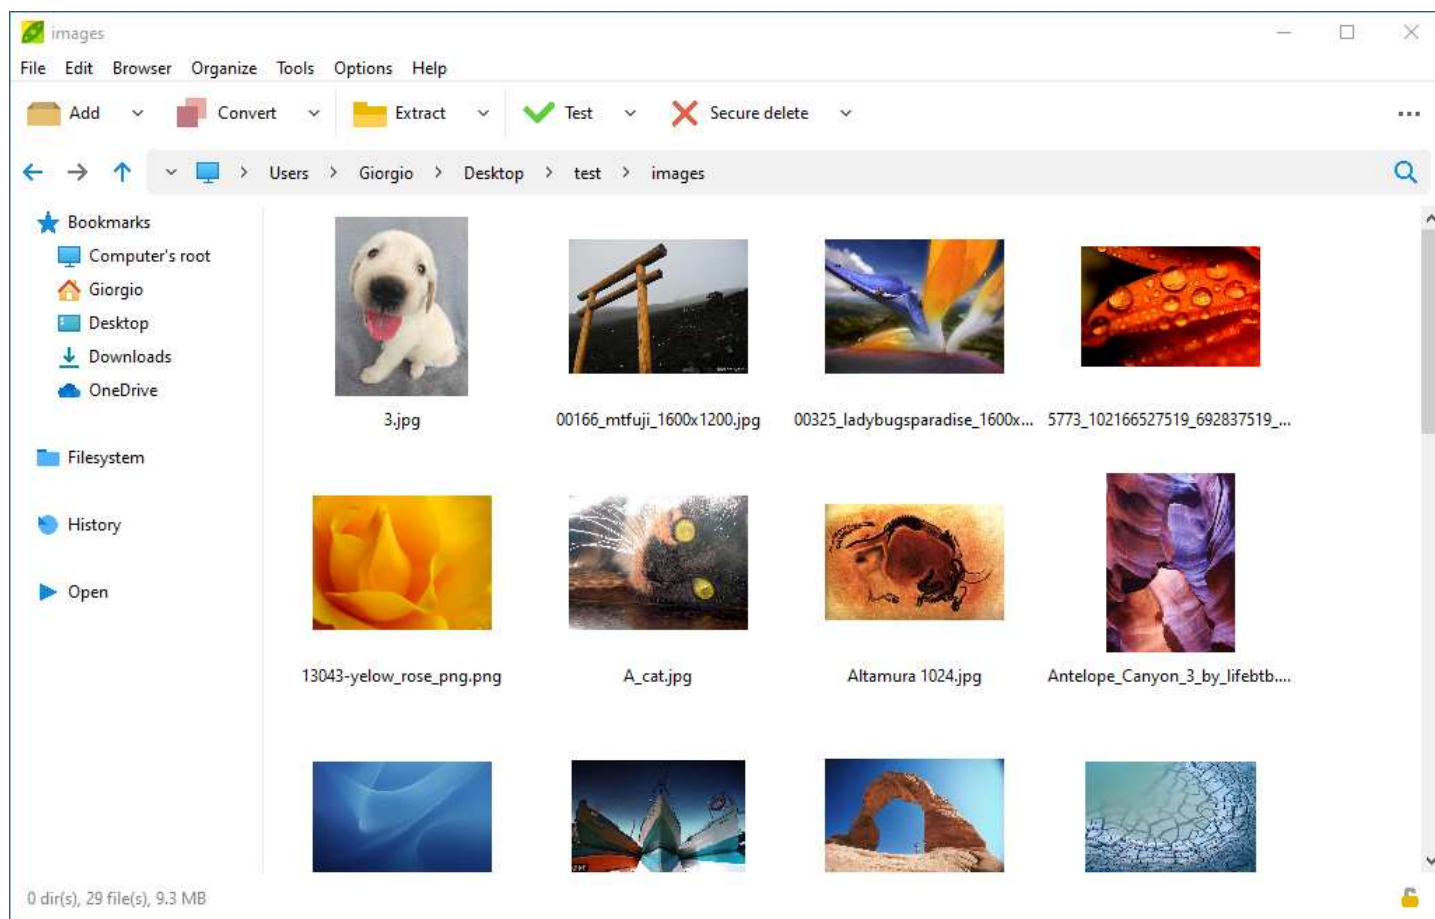 images
File Edit Browser Organize Tools Options Help
Add Convert Extract Test Secure delete
Users Giorgio Desktop test images
Bookmarks
Computer's root
Giorgio
Desktop
Downloads
OneDrive
Filesystem
History
Open
3.jpg 00166_mtfuji_1600x1200.jpg 00325_ladybugsparadise_1600x... 5773_102166527519_692837519_...
13043-yelow_rose_png.png A_cat.jpg Altamura 1024.jpg Antelope_Canyon_3_by_lifebtb....
0 dir(s), 29 file(s), 9.3 MB